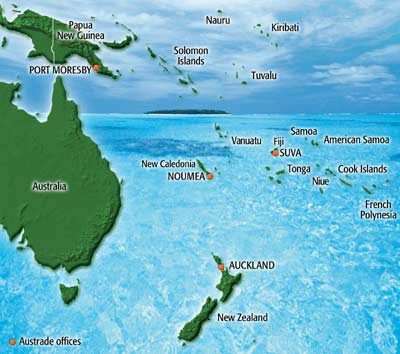 Nauru
Kiribati
Papua
New Guinea
Solomon
Islands
PORT MORESBY
Tuvalu
Vanuatu
Fiji
SUVA
Samoa
American Samoa
New Caledonia
NOUMEA
Tonga
Niue
Cook Islands
Australia
French
Polynesia
AUCKLAND
New Zealand
Austrade offices